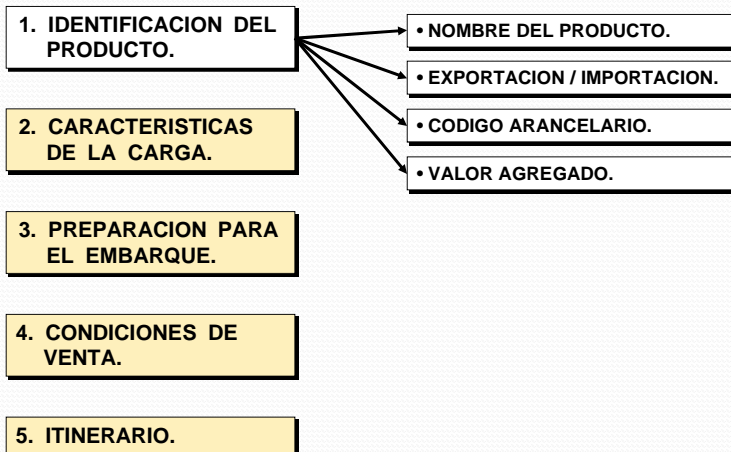 1. IDENTIFICACION DEL
PRODUCTO.
• NOMBRE DEL PRODUCTO.
• EXPORTACION / IMPORTACION.
• CODIGO ARANCELARIO.
• VALOR AGREGADO.
2. CARACTERISTICAS
DE LA CARGA.
3. PREPARACION PARA
EL EMBARQUE.
4. CONDICIONES DE
VENTA.
5. ITINERARIO.